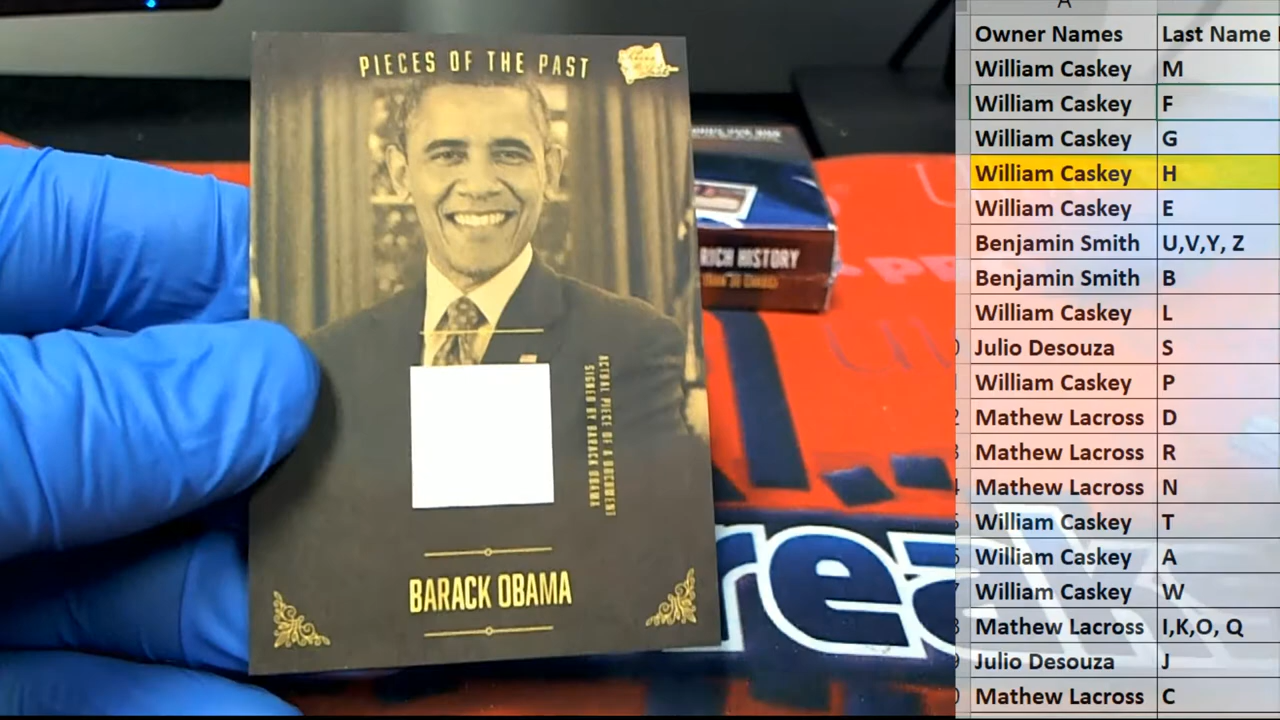 PIECES OF THE PAST
ACTUAL PIECE OF A DOCUMENT
SIGNED BY BARACK OBAMA
BARACK OBAMA
RICH HISTORY
reak
A
Owner Names Last Name
William Caskey M
William Caskey F
William Caskey G
William Caskey H
William Caskey E
Benjamin Smith U,V,Y, Z
Benjamin Smith B
William Caskey L
Julio Desouza S
William Caskey P
Mathew Lacross D
Mathew Lacross R
Mathew Lacross N
William Caskey T
William Caskey A
William Caskey W
Mathew Lacross I,K,O, Q
Julio Desouza J
Mathew Lacross C